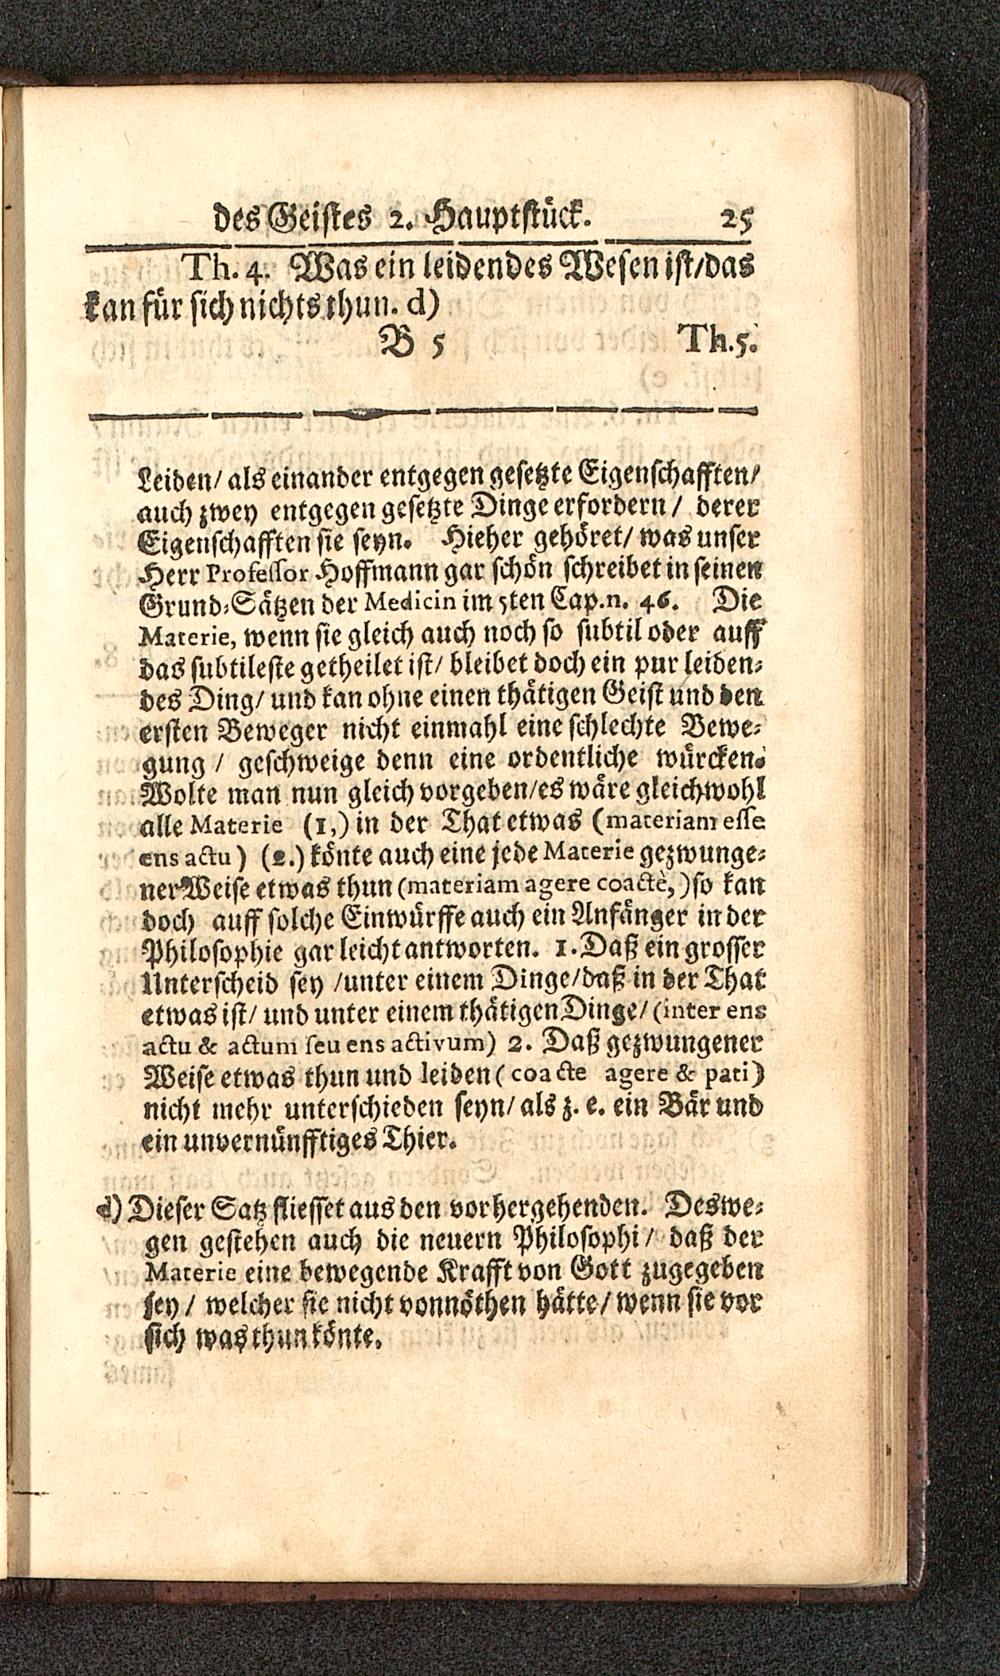 des Geistes 2. Hauptstück. 25
Th. 4. Was ein leidendes Wesen ist/das
kan für sich nichts thun. d)
B 5 Th.5.
Leiden/ als einander entgegen gesetzte Eigenschafften/
auch zwey entgegen gesetzte Dinge erfordern / derer
Eigenschafften sie seyn. Hieher gehöret/ was unser
Herr Professor Hoffmann gar schön schreibet in seinen
Grund-Sätzen der Medicin im 5ten Cap.n. 46. Die
Materie, wenn sie gleich auch noch so subtil oder auff
das subtileste getheilet ist/ bleibet doch ein pur leiden-
des Ding/ und kan ohne einen thätigen Geist und den
ersten Beweger nicht einmahl eine schlechte Bewe-
gung / geschweige denn eine ordentliche würcken.
Wolte man nun gleich vorgeben/es wäre gleichwohl
alle Materie (1,) in der That etwas (materiam esse
ens actu) (2.) könte auch eine jede Materie gezwunge-
ner Weise etwas thun (materiam agere coactè,) so kan
doch auff solche Einwürffe auch ein Anfänger in der
Philosophie gar leicht antworten. 1. Daß ein grosser
Unterscheid sey /unter einem Dinge/daß in der That
etwas ist/ und unter einem thätigen Dinge/ (inter ens
actu & actum seu ens activum) 2. Daß gezwungener
Weise etwas thun und leiden (coacte agere & pati)
nicht mehr unterschieden seyn/ als z. e. ein Bär und
ein unvernünfftiges Thier.
d) Dieser Satz fliesset aus den vorhergehenden. Deswe-
gen gestehen auch die neuern Philosophi / daß der
Materie eine bewegende Krafft von Gott zugegeben
sey / welcher sie nicht vonnöthen hätte/ wenn sie vor
sich was thun könte.